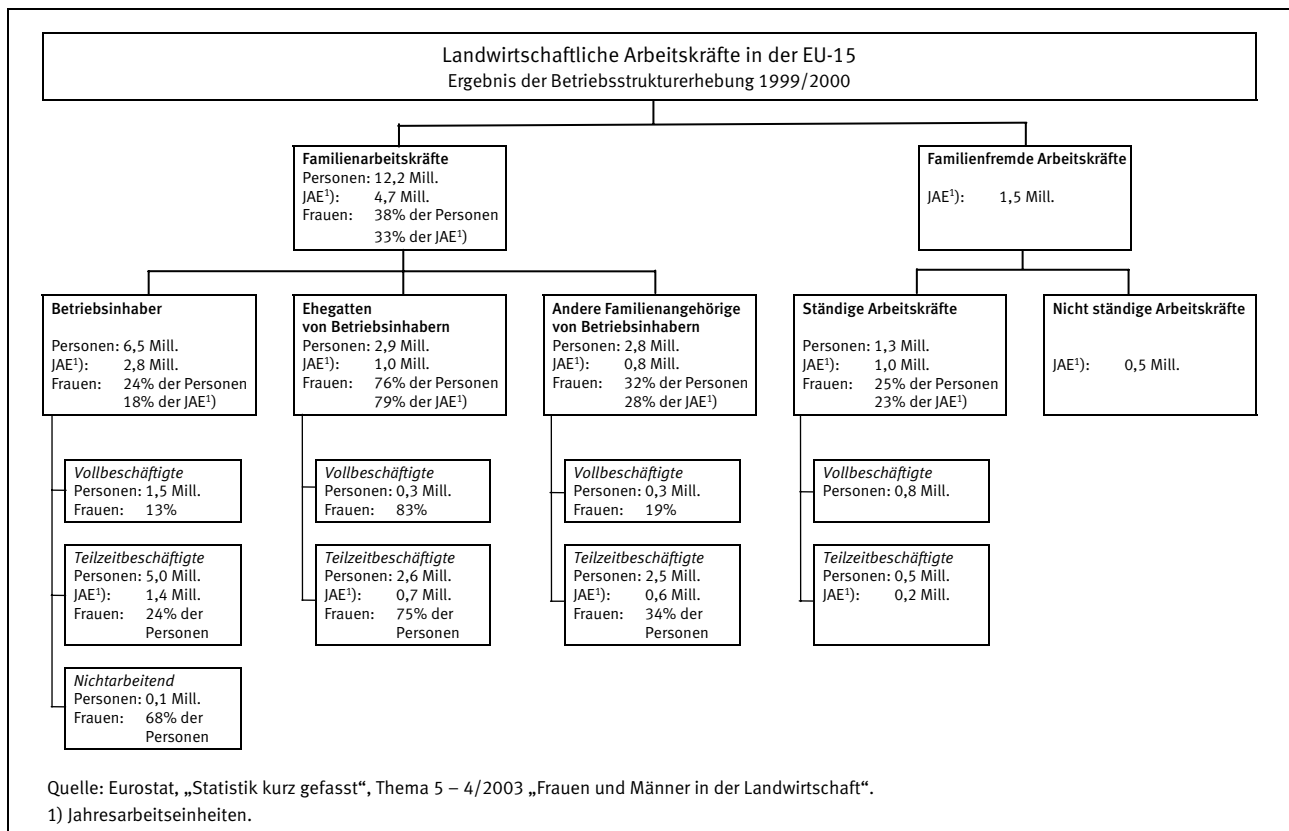 Landwirtschaftliche Arbeitskräfte in der EU-15
Ergebnis der Betriebsstrukturerhebung 1999/2000
Familienarbeitskräfte
Personen: 12,2 Mill.
JAE¹): 4,7 Mill.
Frauen: 38% der Personen
33% der JAE¹)
Familienfremde Arbeitskräfte
JAE¹): 1,5 Mill.
Betriebsinhaber
Personen: 6,5 Mill.
JAE¹): 2,8 Mill.
Frauen: 24% der Personen
18% der JAE¹)
Ehegatten
von Betriebsinhabern
Personen: 2,9 Mill.
JAE¹): 1,0 Mill.
Frauen: 76% der Personen
79% der JAE¹)
Andere Familienangehörige
von Betriebsinhabern
Personen: 2,8 Mill.
JAE¹): 0,8 Mill.
Frauen: 32% der Personen
28% der JAE¹)
Ständige Arbeitskräfte
Personen: 1,3 Mill.
JAE¹): 1,0 Mill.
Frauen: 25% der Personen
23% der JAE¹)
Nicht ständige Arbeitskräfte
JAE¹): 0,5 Mill.
Vollbeschäftigte
Personen: 1,5 Mill.
Frauen: 13%
Vollbeschäftigte
Personen: 0,3 Mill.
Frauen: 83%
Vollbeschäftigte
Personen: 0,3 Mill.
Frauen: 19%
Vollbeschäftigte
Personen: 0,8 Mill.
Teilzeitbeschäftigte
Personen: 5,0 Mill.
JAE¹): 1,4 Mill.
Frauen: 24% der
Personen
Teilzeitbeschäftigte
Personen: 2,6 Mill.
JAE¹): 0,7 Mill.
Frauen: 75% der
Personen
Teilzeitbeschäftigte
Personen: 2,5 Mill.
JAE¹): 0,6 Mill.
Frauen: 34% der
Personen
Teilzeitbeschäftigte
Personen: 0,5 Mill.
JAE¹): 0,2 Mill.
Nichtarbeitend
Personen: 0,1 Mill.
Frauen: 68% der
Personen
Quelle: Eurostat, „Statistik kurz gefasst“, Thema 5 – 4/2003 „Frauen und Männer in der Landwirtschaft“.
1) Jahresarbeitseinheiten.